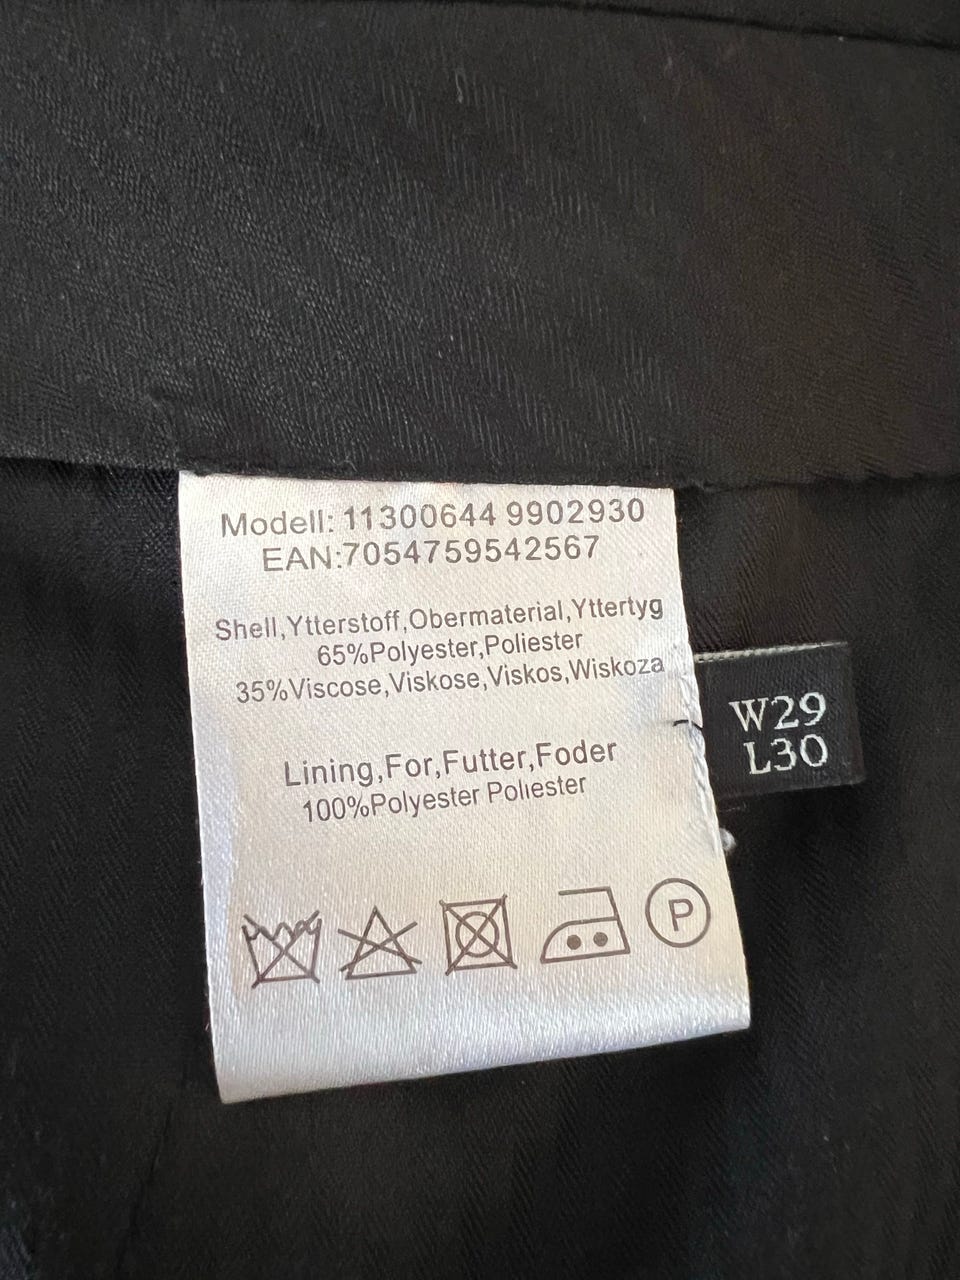 Modell: 11300644 9902930
EAN:7054759542567
Shell,Ytterstoff,Obermaterial,Yttertyg
65%Polyester,Poliester
35%Viscose,Viskose,Viskos,Wiskoza
Lining,For,Futter,Foder
100%Polyester Poliester
P
W29
L30